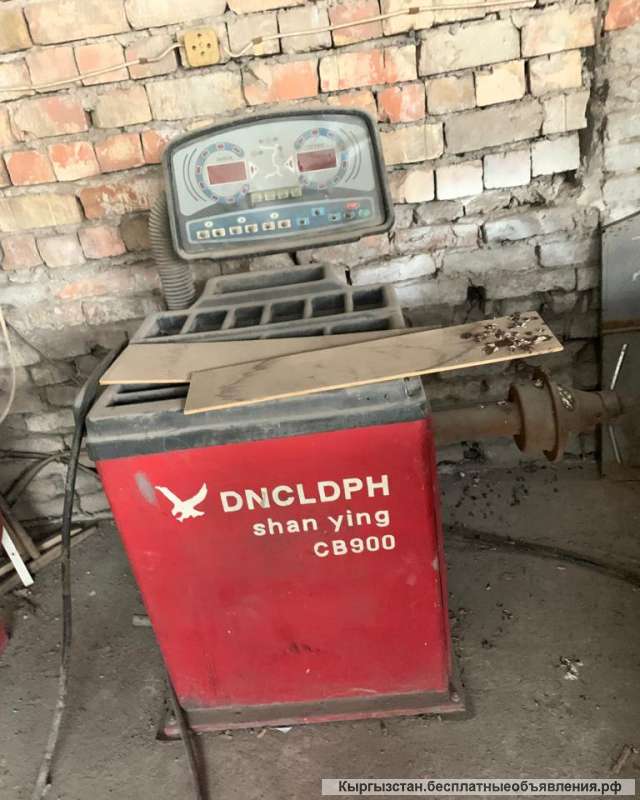 DNCLDPH
shan ying
CB900
Кыргызстан.бесплатныеобъявления.рф